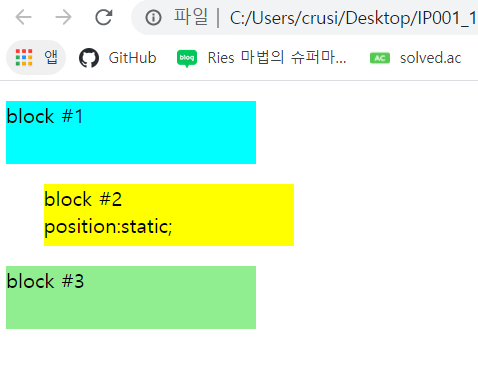 파일 | C:/Users/crusi/Desktop/IP001_1
앱 GitHub blog Ries 마법의 슈퍼마... AC solved.ac
block #1
block #2
position:static;
block #3